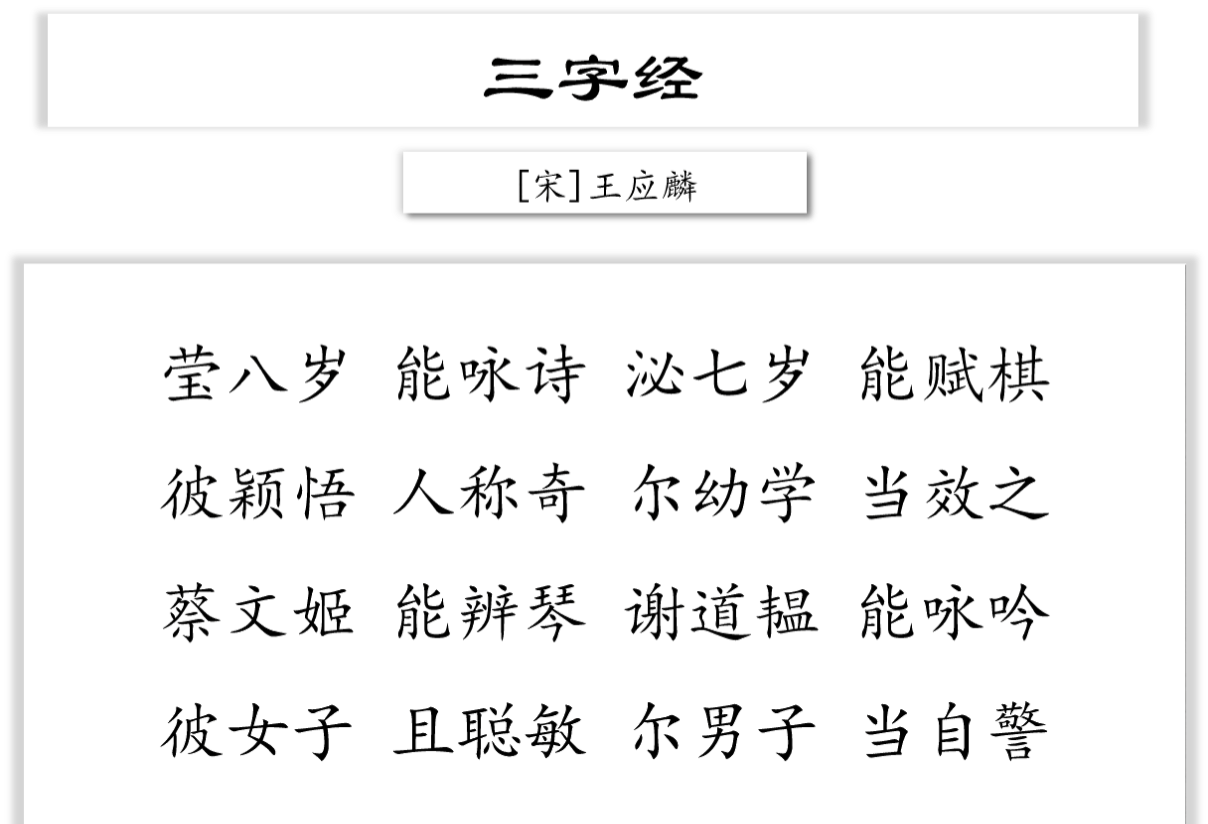 三字经
[宋]王应麟
莹八岁 能咏诗 泌七岁 能赋棋
彼颖悟 人称奇 尔幼学 当效之
蔡文姬 能辨琴 谢道韫 能咏吟
彼女子 且聪敏 尔男子 当自警